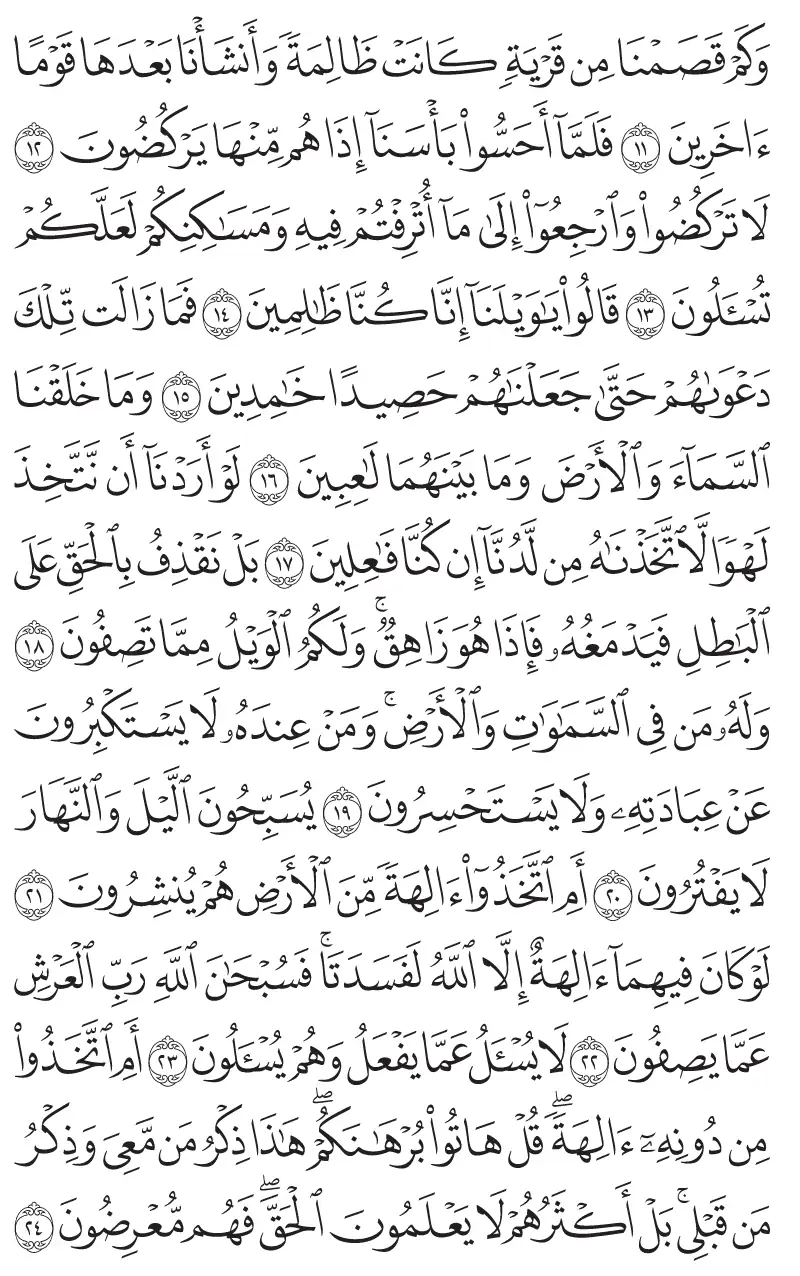 وَكَمْ قَصَمْنَا مِن قَرْيَةٍ كَانَتْ ظَالِمَةً وَأَنشَأْنَا بَعْدَهَا قَوْمًا
ءَاخَرِينَ ١١ فَلَمَّآ أَحَسُّوا۟ بَأْسَنَآ إِذَا هُم مِّنْهَا يَرْكُضُونَ ١٢
لَا تَرْكُضُوا۟ وَٱرْجِعُوٓا۟ إِلَىٰ مَآ أُتْرِفْتُمْ فِيهِ وَمَسَـٰكِنِكُمْ لَعَلَّكُمْ
تُسْـَٔلُونَ ١٣ قَالُوا۟ يَـٰوَيْلَنَآ إِنَّا كُنَّا ظَـٰلِمِينَ ١٤ فَمَا زَالَت تِّلْكَ
دَعْوَىٰهُمْ حَتَّىٰ جَعَلْنَـٰهُمْ حَصِيدًا خَـٰمِدِينَ ١٥ وَمَا خَلَقْنَا
ٱلسَّمَآءَ وَٱلْأَرْضَ وَمَا بَيْنَهُمَا لَـٰعِبِينَ ١٦ لَوْ أَرَدْنَآ أَن نَّتَّخِذَ
لَهْوًا لَّٱتَّخَذْنَـٰهُ مِن لَّدُنَّآ إِن كُنَّا فَـٰعِلِينَ ١٧ بَلْ نَقْذِفُ بِٱلْحَقِّ عَلَى
ٱلْبَـٰطِلِ فَيَدْمَغُهُۥ فَإِذَا هُوَ زَاهِقٌ ۚ وَلَكُمُ ٱلْوَيْلُ مِمَّا تَصِفُونَ ١٨
وَلَهُۥ مَن فِى ٱلسَّمَـٰوَٰتِ وَٱلْأَرْضِ ۚ وَمَنْ عِندَهُۥ لَا يَسْتَكْبِرُونَ
عَنْ عِبَادَتِهِۦ وَلَا يَسْتَحْسِرُونَ ١٩ يُسَبِّحُونَ ٱلَّيْلَ وَٱلنَّهَارَ
لَا يَفْتُرُونَ ٢٠ أَمِ ٱتَّخَذُوٓا۟ ءَالِهَةً مِّنَ ٱلْأَرْضِ هُمْ يُنشِرُونَ ٢١
لَوْ كَانَ فِيهِمَآ ءَالِهَةٌ إِلَّا ٱللَّهُ لَفَسَدَتَا ۚ فَسُبْحَـٰنَ ٱللَّهِ رَبِّ ٱلْعَرْشِ
عَمَّا يَصِفُونَ ٢٢ لَا يُسْـَٔلُ عَمَّا يَفْعَلُ وَهُمْ يُسْـَٔلُونَ ٢٣ أَمِ ٱتَّخَذُوا۟
مِن دُونِهِۦٓ ءَالِهَةً ۖ قُلْ هَاتُوا۟ بُرْهَـٰنَكُمْ ۖ هَـٰذَا ذِكْرُ مَن مَّعِىَ وَذِكْرُ
مَن قَبْلِى ۚ بَلْ أَكْثَرُهُمْ لَا يَعْلَمُونَ ٱلْحَقَّ ۖ فَهُم مُّعْرِضُونَ ٢٤